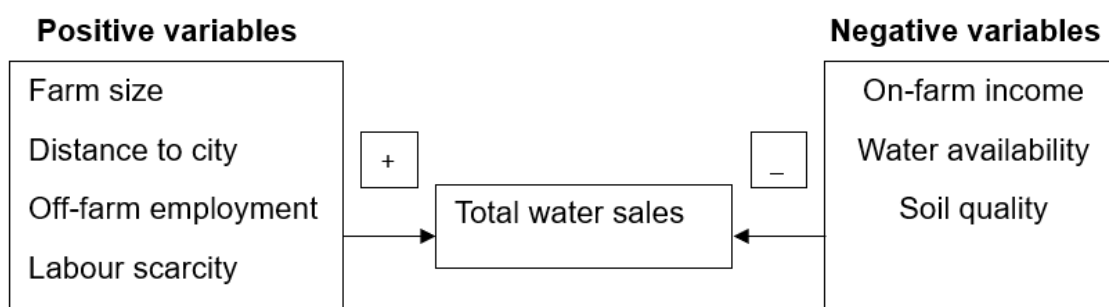 Positive variables
Farm size
Distance to city
Off-farm employment
Labour scarcity
+
Total water sales
_
Negative variables
On-farm income
Water availability
Soil quality